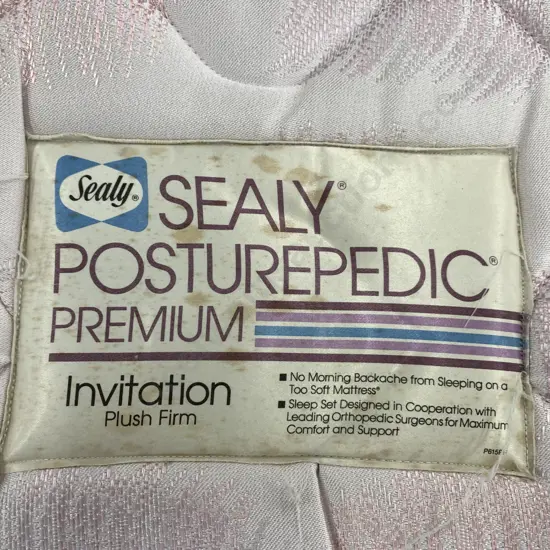 Sealy®
SEALY®
POSTUREPEDIC®
PREMIUM
Invitation
Plush Firm
■ No Morning Backache from Sleeping on a
Too Soft Mattress®
■ Sleep Set Designed in Cooperation with
Leading Orthopedic Surgeons for Maximum
Comfort and Support